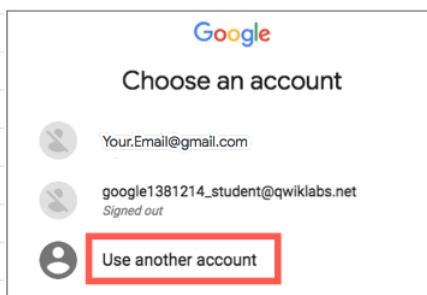 Google
Choose an account
Your.Email@gmail.com
google1381214_student@qwiklabs.net
Signed out
Use another account